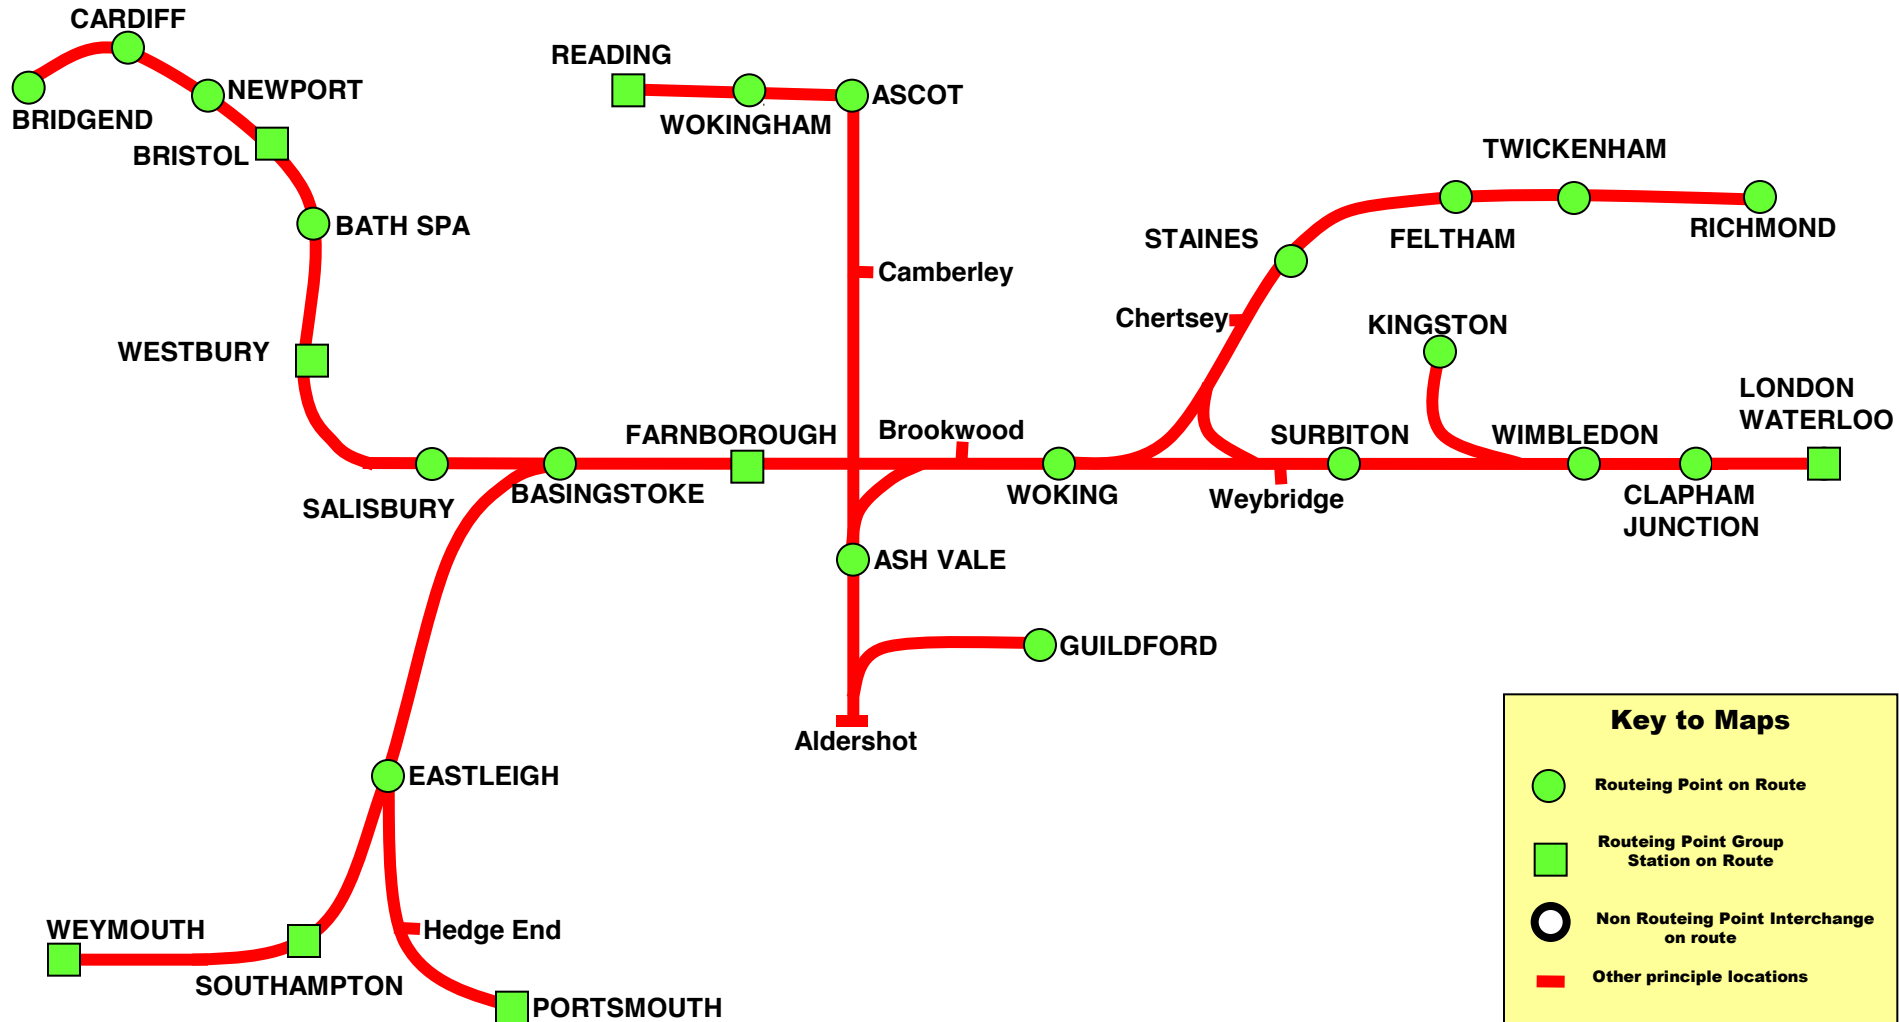 CARDIFF
READING
NEWPORT
ASCOT
BRIDGEND
WOKINGHAM
BRISTOL
TWICKENHAM
BATH SPA
STAINES
FELTHAM
RICHMOND
Camberley
Chertsey
KINGSTON
WESTBURY
LONDON
WATERLOO
FARNBOROUGH
Brookwood
SURBITON
WIMBLEDON
SALISBURY
BASINGSTOKE
WOKING
Weybridge
CLAPHAM
JUNCTION
ASH VALE
GUILDFORD
Aldershot
EASTLEIGH
WEYMOUTH
Hedge End
SOUTHAMPTON
PORTSMOUTH
Key to Maps
Routeing Point on Route
Routeing Point Group
Station on Route
Non Routeing Point Interchange
on route
Other principle locations